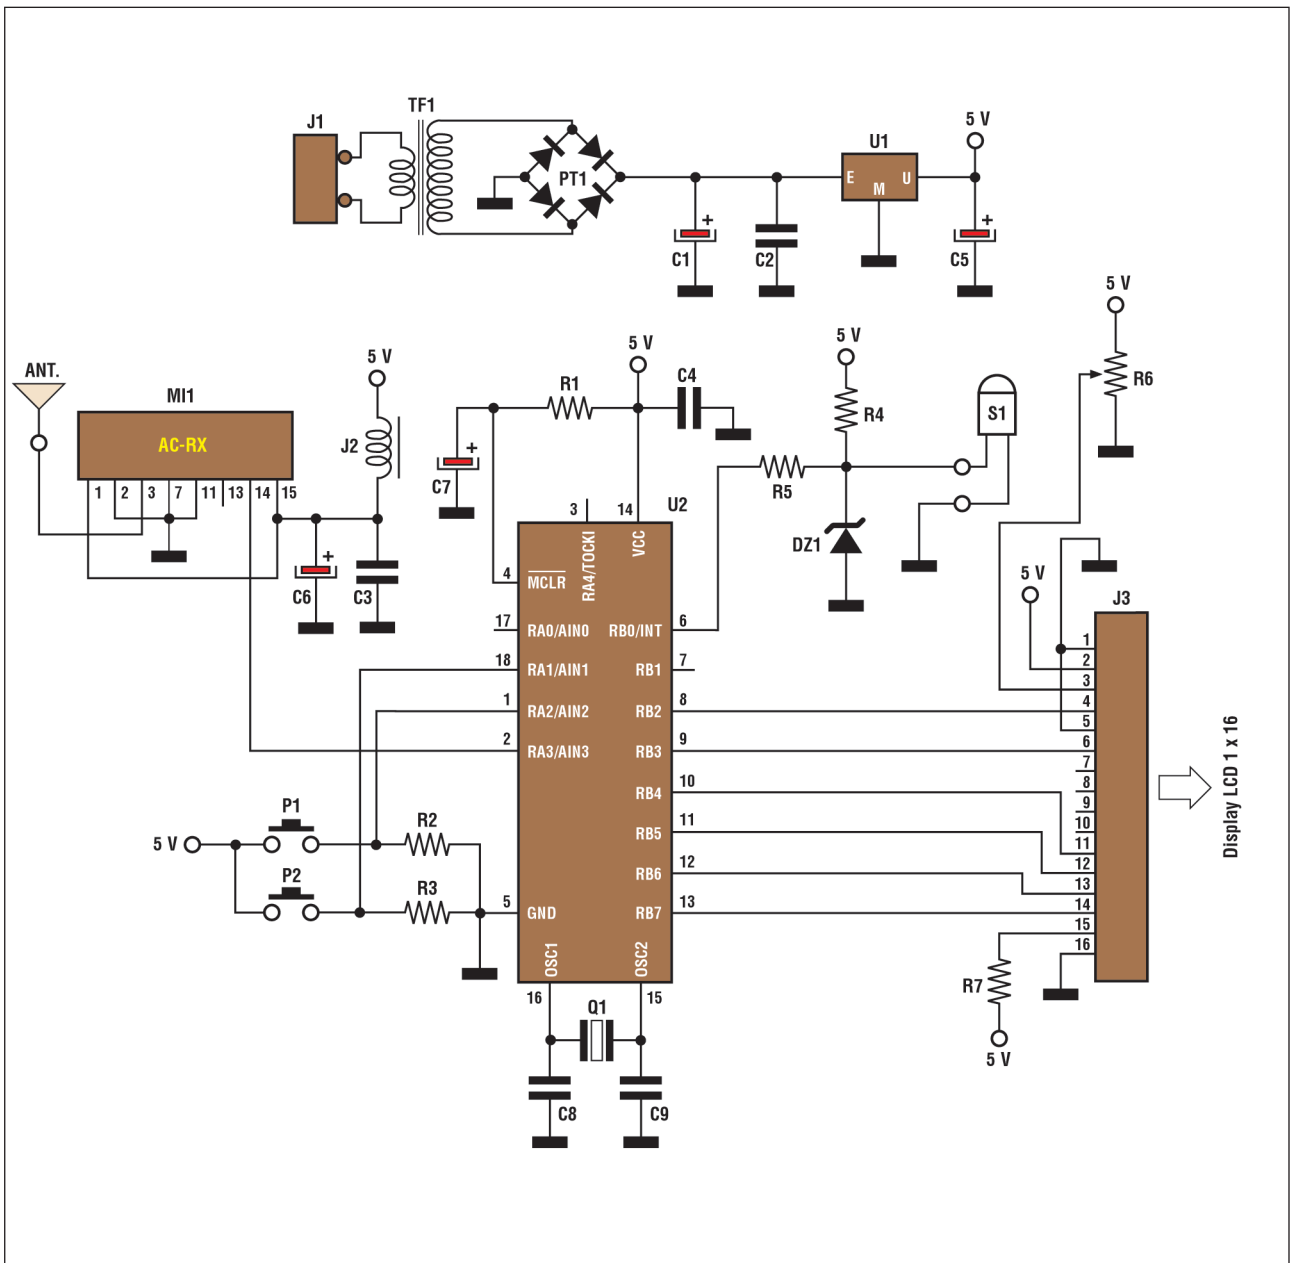 TF1
J1
5 V
U1
PT1
E
U
M
+
+
C1
C2
C5
5 V
5 V
5 V
5 V
ANT.
MI1
R1
C4
R6
AC-RX
J2
R4
S1
+
C7
R5
1
2
3
7
11
13
14
15
3
14
U2
RA4/TOCKI
VCC
DZ1
+
C6
C3
4
MCLR
5 V
J3
17
RA0/AIN0
RB0/INT
6
18
RA1/AIN1
RB1
7
1
RA2/AIN2
RB2
8
2
RA3/AIN3
RB3
9
RB4
10
RB5
11
RB6
12
RB7
13
1
2
3
4
5
6
7
8
9
10
11
12
13
14
15
16
Display LCD 1 x 16
P1
R2
5 V
P2
R3
5
GND
OSC1
OSC2
16
15
Q1
R7
5 V
C8
C9